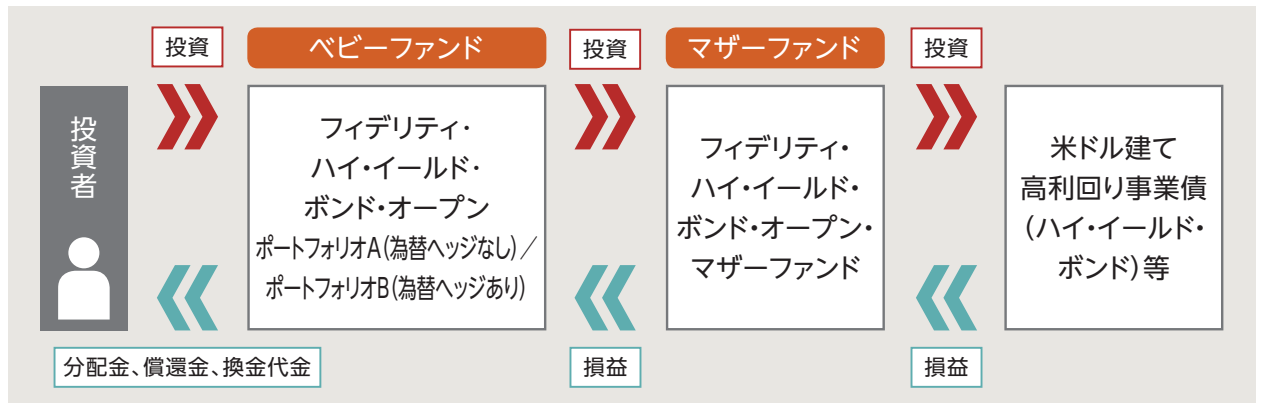 投資
ベビーファンド
投資
マザーファンド
投資
投資者
フィデリティ・
ハイ・イールド・
ボンド・オープン
ポートフォリオA(為替ヘッジなし)/
ポートフォリオB(為替ヘッジあり)
フィデリティ・
ハイ・イールド・
ボンド・オープン・
マザーファンド
米ドル建て
高利回り事業債
(ハイ・イールド・
ボンド)等
分配金、償還金、換金代金
損益
損益